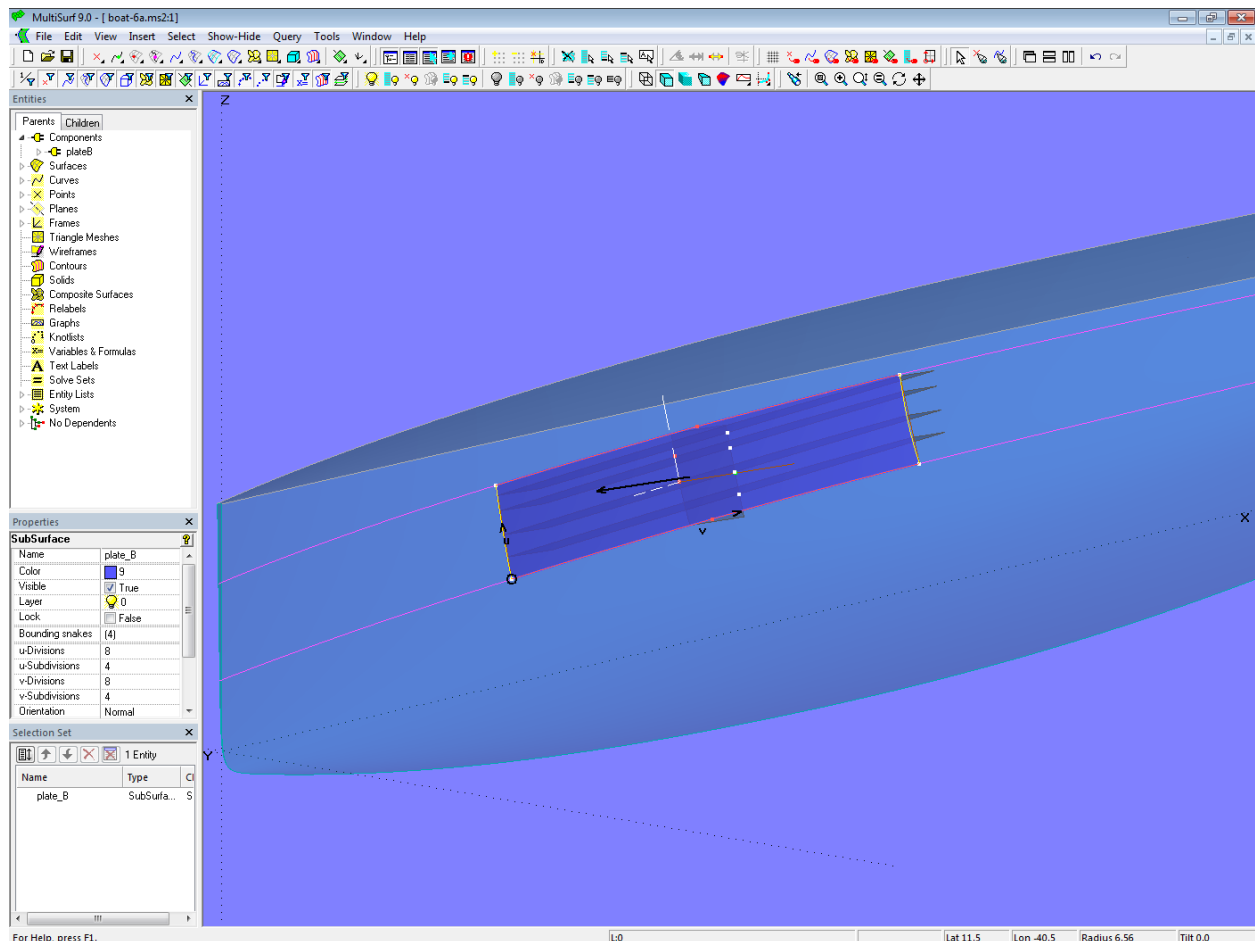 MultiSurf 9.0 - [ boat-6a.ms2:1]
File Edit View Insert Select Show-Hide Query Tools Window Help
Entities
Parents Children
Components
plateB
Surfaces
Curves
Points
Planes
Frames
Triangle Meshes
Wireframes
Contours
Solids
Composite Surfaces
Relabels
Graphs
Knotlists
Variables & Formulas
Text Labels
Solve Sets
Entity Lists
System
No Dependents
Properties
SubSurface
Name plate_B
Color 9
Visible True
Layer 0
Lock False
Bounding snakes (4)
u-Divisions 8
u-Subdivisions 4
v-Divisions 8
v-Subdivisions 4
Orientation Normal
Selection Set
1 Entity
Name Type Cl
plate_B SubSurfa... S
Z
u
v
X
Y
For Help, press F1. L:0 Lat 11.5 Lon -40.5 Radius 6.56 Tilt 0.0